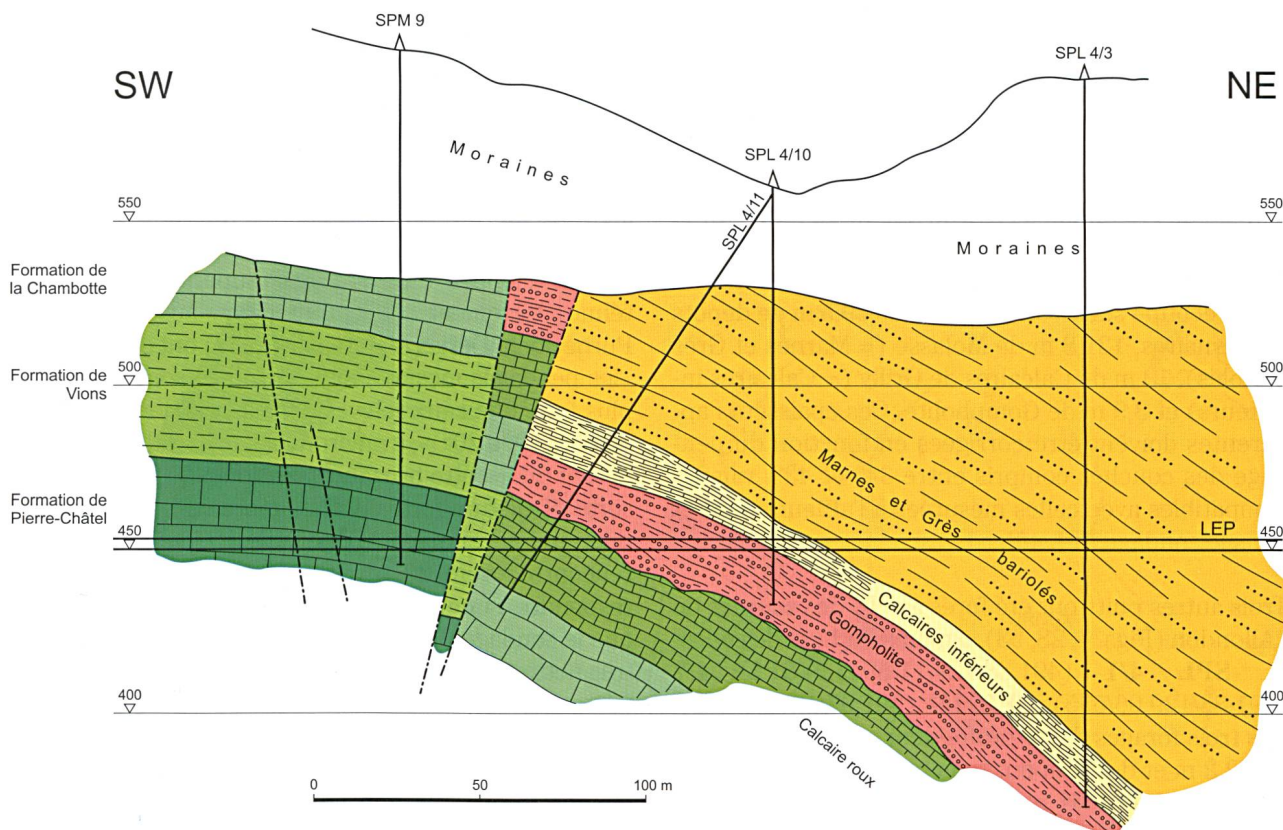 SPM 9
SPL 4/3
SW
NE
Moraines
SPL 4/10
SPL 4/11
550
550
Moraines
Formation de
la Chambotte
500
500
Formation de
Vions
Marnes et Grès
bariolés
Formation de
Pierre-Châtel
450
LEP
450
Calcaires inférieurs
Gompholite
400
400
Calcaire roux
0
50
100 m